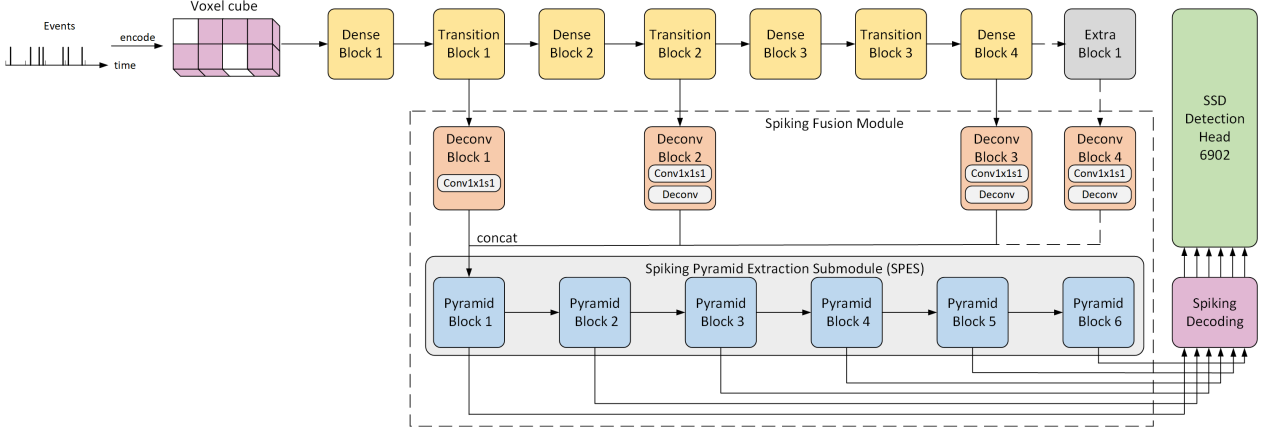 Voxel cube
Events
encode
time
Dense
Block 1
Transition
Block 1
Dense
Block 2
Transition
Block 2
Dense
Block 3
Transition
Block 3
Dense
Block 4
Extra
Block 1
SSD
Detection
Head
6902
Spiking Fusion Module
Deconv
Block 1
Conv1x1s1
Deconv
Block 2
Conv1x1s1
Deconv
Deconv
Block 3
Conv1x1s1
Deconv
Deconv
Block 4
Conv1x1s1
Deconv
concat
Spiking Pyramid Extraction Submodule (SPES)
Pyramid
Block 1
Pyramid
Block 2
Pyramid
Block 3
Pyramid
Block 4
Pyramid
Block 5
Pyramid
Block 6
Spiking
Decoding